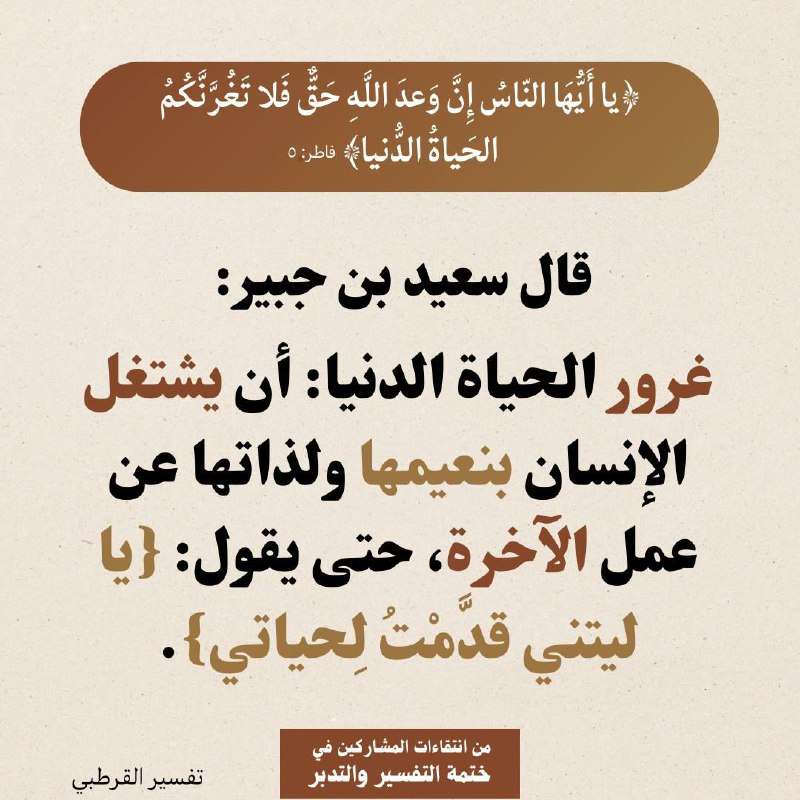 ﴿يا أَيُّهَا النّاسُ إِنَّ وَعدَ اللَّهِ حَقٌّ فَلا تَغُرَّنَّكُمُ
الحَياةُ الدُّنيا﴾ فاطر: ٥
قال سعيد بن جبير:
غرور الحياة الدنيا: أن يشتغل
الإنسان بنعيمها ولذاتها عن
عمل الآخرة، حتى يقول: {يا
ليتني قدَّمْتُ لِحياتي}.
من انتقاءات المشاركين في
ختمة التفسير والتدبر
تفسير القرطبي